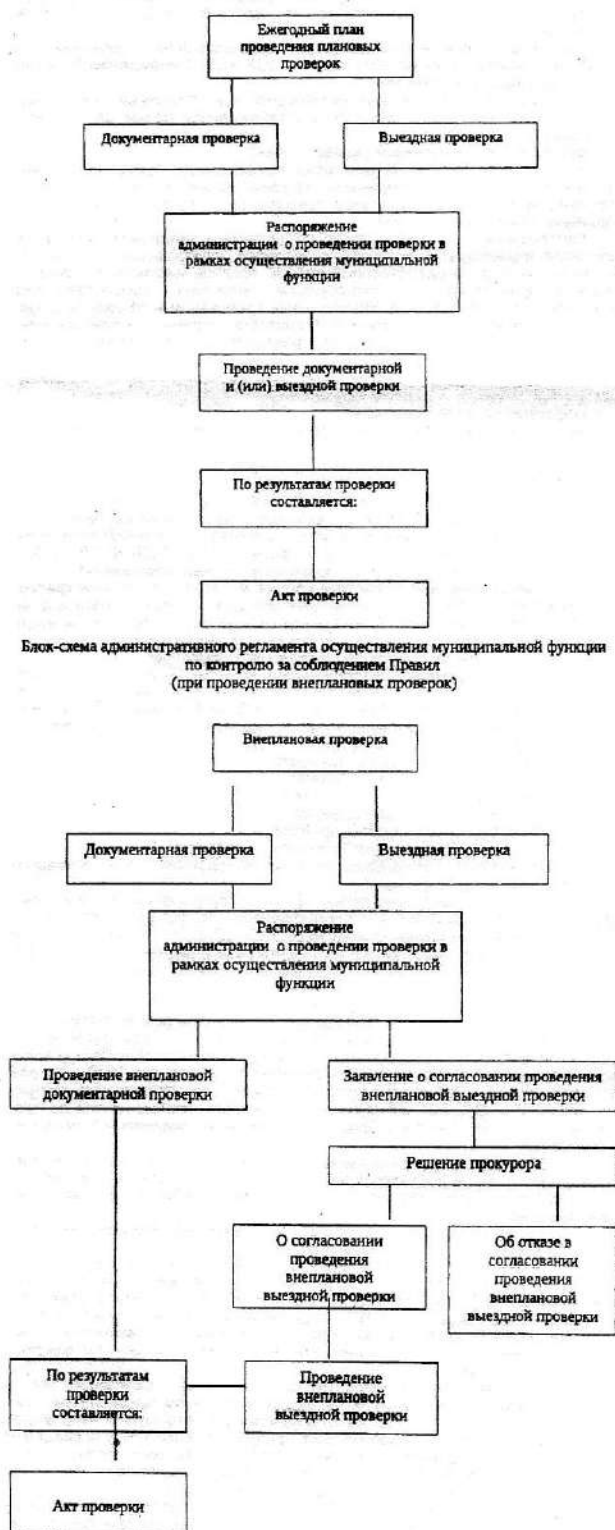 Ежегодный план
проведения плановых
проверок
Документарная проверка
Выездная проверка
Распоряжение
администрации о проведении проверки в
рамках осуществления муниципальной
функции
Проведение документарной
и (или) выездной проверки
По результатам проверки
составляется:
Акт проверки
Блок-схема административного регламента осуществления муниципальной функции
по контролю за соблюдением Правил
(при проведении внеплановых проверок)
Внеплановая проверка
Документарная проверка
Выездная проверка
Распоряжение
администрации о проведении проверки в
рамках осуществления муниципальной
функции
Проведение внеплановой
документарной проверки
Заявление о согласовании проведения
внеплановой выездной проверки
Решение прокурора
О согласовании
проведения
внеплановой
выездной проверки
Об отказе в
согласовании
проведения
внеплановой
выездной проверки
По результатам
проверки
составляется:
Проведение
внеплановой
выездной проверки
Акт проверки